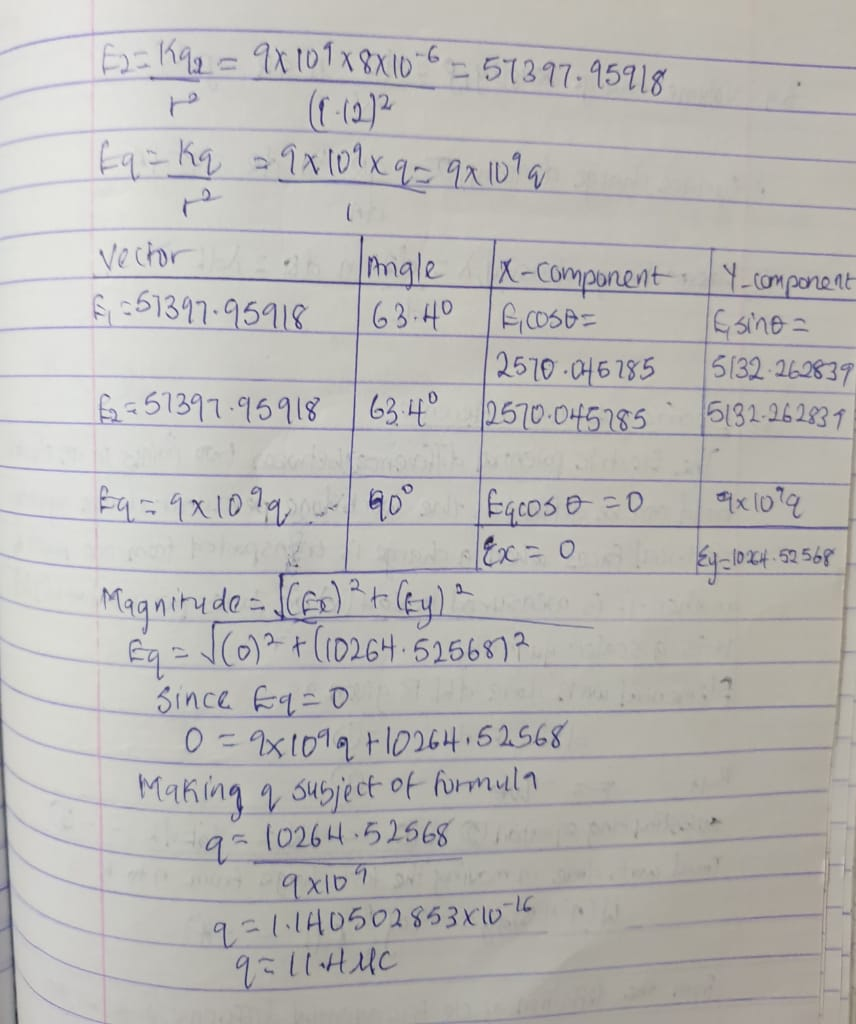 E₂ = Kq₂/r² = 9x10⁹ x 8x10⁻⁶/(1.12)² = 57397.95918
Eq = Kq/r² = 9x10⁹ x q/1 = 9x10⁹q
Vector | Angle | X-component | Y-component
E₁ = 57397.95918 | 63.4° | E₁cosθ = | E₁sinθ =
2570.045785 | 5132.262839
E₂ = 57397.95918 | 63.4° | 2570.045785 | 5132.262839
Eq = 9x10⁹q | 90° | Eqcosθ = 0 | 9x10⁹q
Ex = 0 | Ey = 10264.52568
Magnitude = √(Ex)² + (Ey)²
Eq = √(0)² + (10264.52568)²
Since Eq = 0
0 = 9x10⁹q + 10264.52568
Making q subject of formula
q = 10264.52568/9x10⁹
q = 1.140502853x10⁻¹⁶
q = 11.4MC